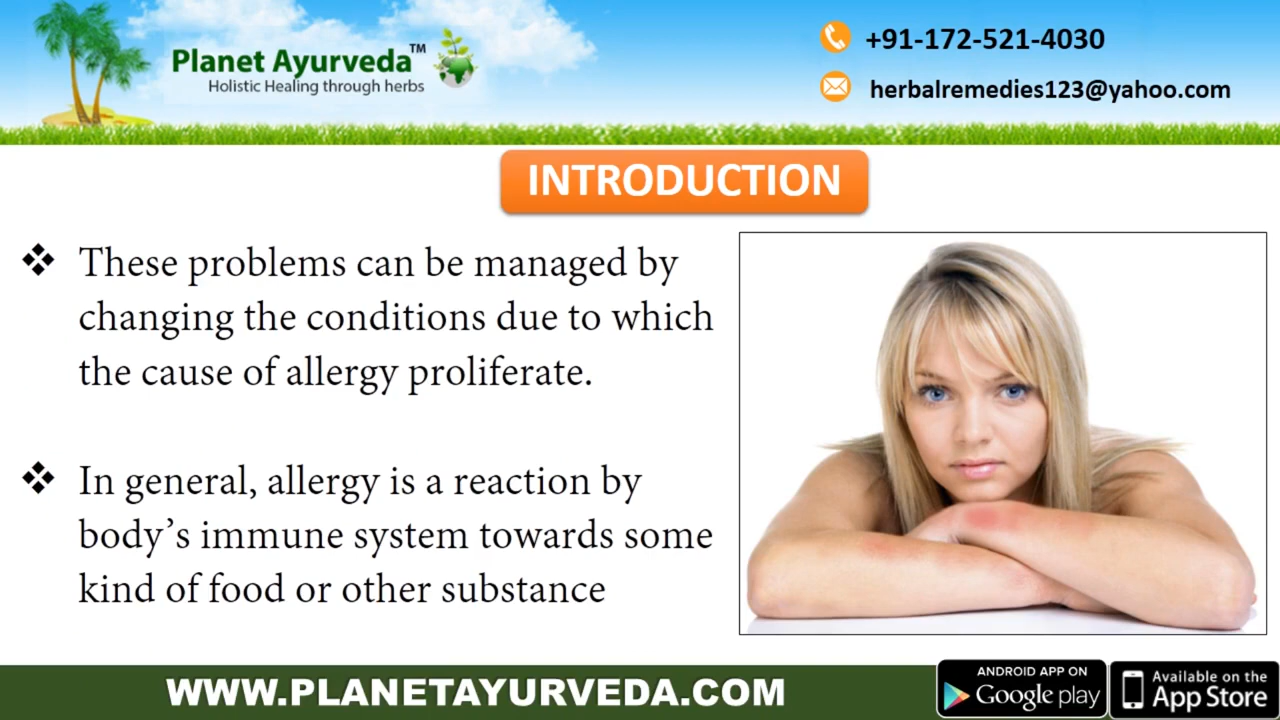 Planet Ayurveda™
Holistic Healing through herbs
+91-172-521-4030
herbalremedies123@yahoo.com
INTRODUCTION
❖ These problems can be managed by
changing the conditions due to which
the cause of allergy proliferate.
❖ In general, allergy is a reaction by
body’s immune system towards some
kind of food or other substance
WWW.PLANETAYURVEDA.COM
ANDROID APP ON
Google play
Available on the
App Store